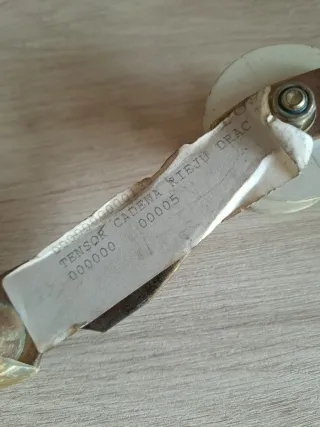 TENSOR CADENA RIEJU DRAC
000000 00005